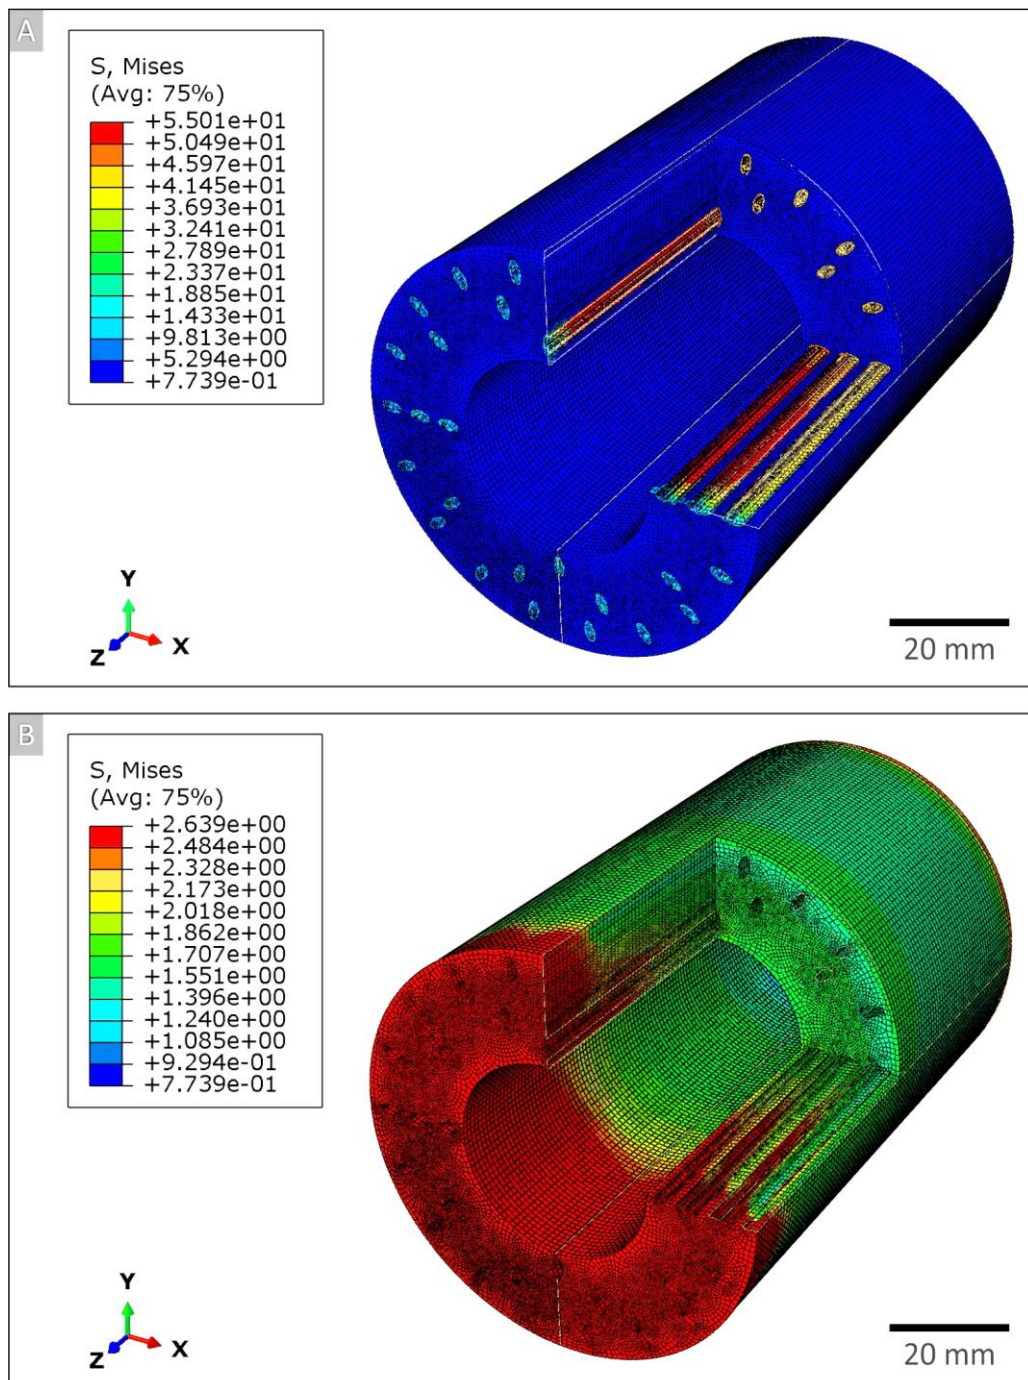 A
S, Mises
(Avg: 75%)
+5.501e+01
+5.049e+01
+4.597e+01
+4.145e+01
+3.693e+01
+3.241e+01
+2.789e+01
+2.337e+01
+1.885e+01
+1.433e+01
+9.813e+00
+5.294e+00
+7.739e-01
Y
Z
X
20 mm
B
S, Mises
(Avg: 75%)
+2.639e+00
+2.484e+00
+2.328e+00
+2.173e+00
+2.018e+00
+1.862e+00
+1.707e+00
+1.551e+00
+1.396e+00
+1.240e+00
+1.085e+00
+9.294e-01
+7.739e-01
Y
Z
X
20 mm